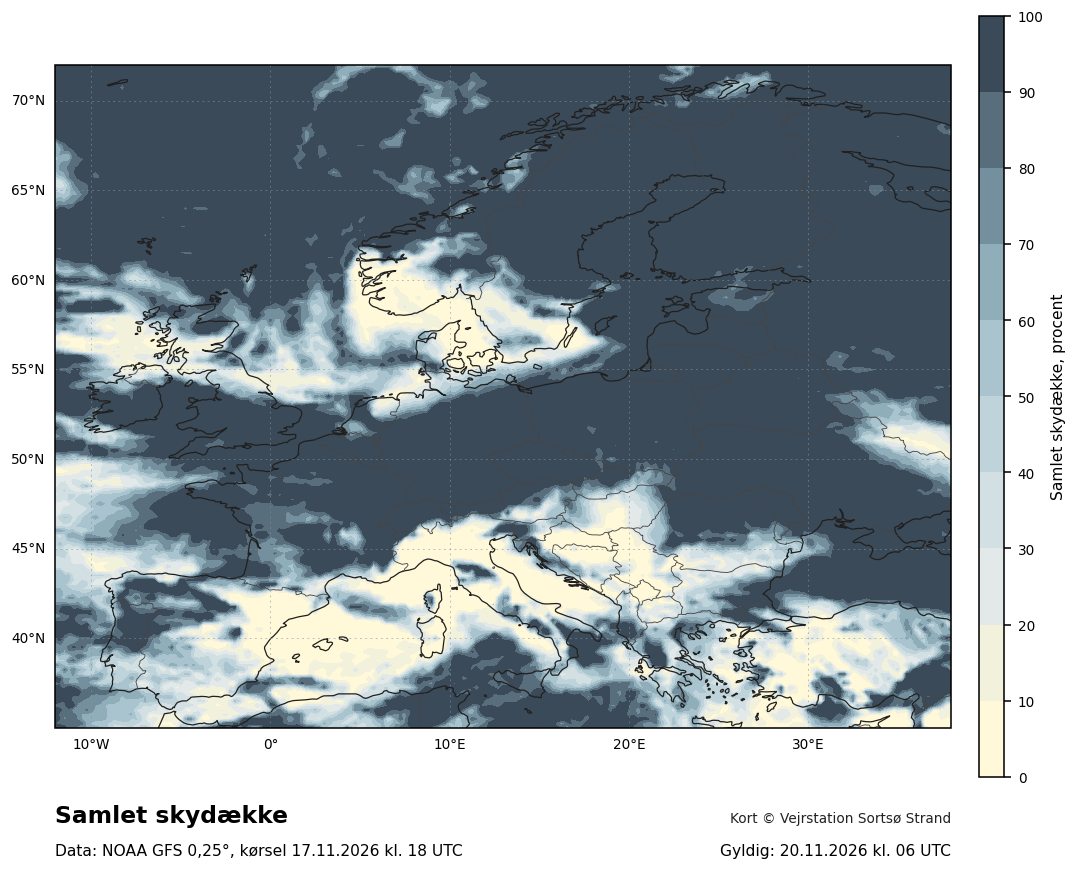 70°N
65°N
60°N
55°N
50°N
45°N
40°N
10°W
0°
10°E
20°E
30°E
100
90
80
70
60
50
40
30
20
10
0
Samlet skydække, procent
Samlet skydække
Kort © Vejrstation Sortsø Strand
Data: NOAA GFS 0,25°, kørsel 17.11.2026 kl. 18 UTC
Gyldig: 20.11.2026 kl. 06 UTC